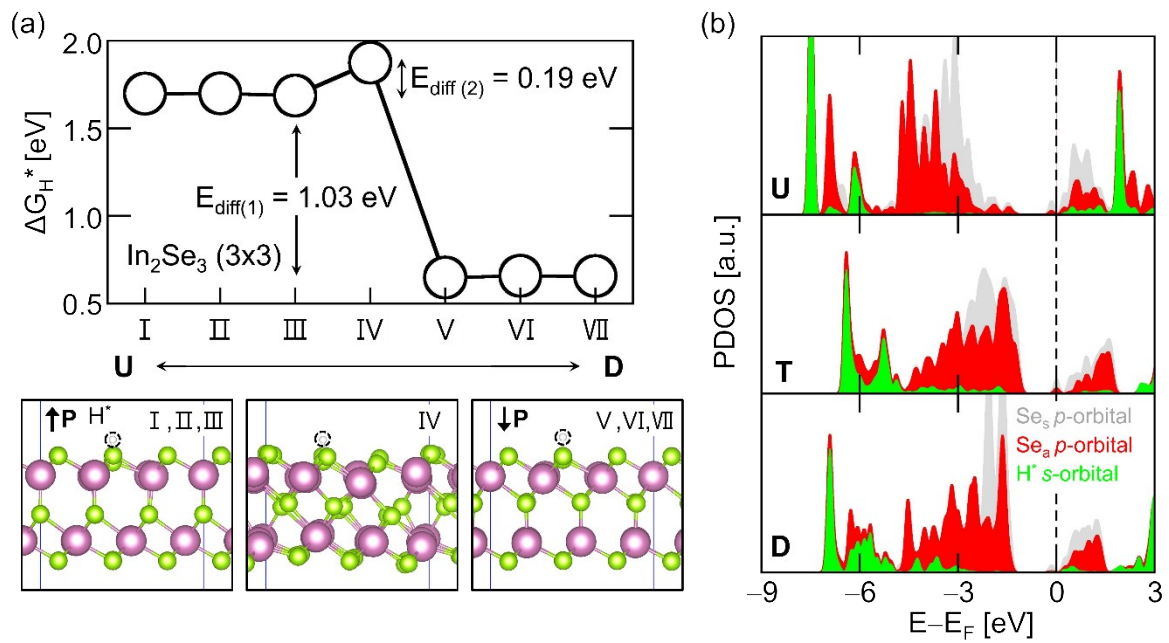 (a)
2.0
1.5
1.0
0.5
ΔG_H* [eV]
E_diff (2) = 0.19 eV
E_diff(1) = 1.03 eV
In₂Se₃ (3x3)
I II III IV V VI VII
U D
↑P H* I,II,III
IV
↓P V,VI,VII
(b)
PDOS [a.u.]
U
T
D
Se_s p-orbital
Se_a p-orbital
H* s-orbital
−9 −6 −3 0 3
E−E_F [eV]